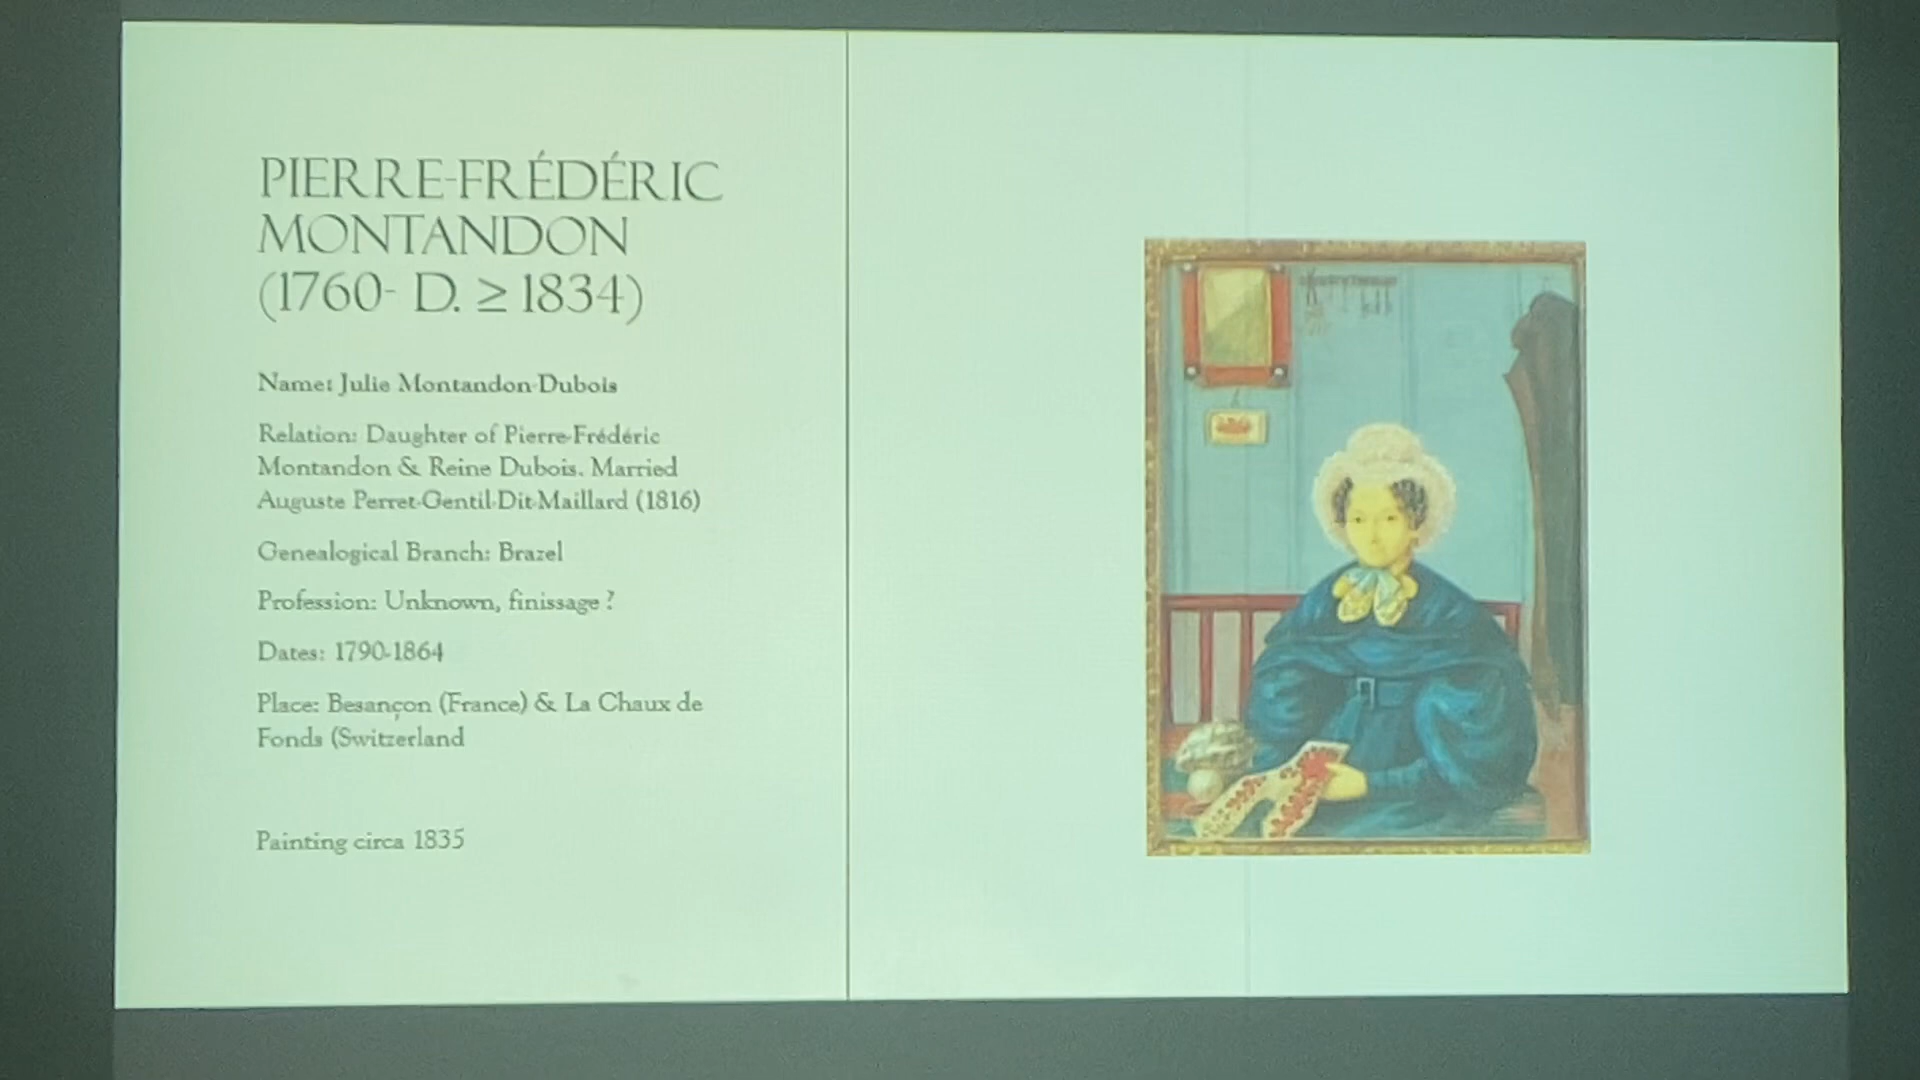 PIERRE-FRÉDÉRIC
MONTANDON
(1760- D. ≥ 1834)
Name: Julie Montandon-Dubois
Relation: Daughter of Pierre-Frédéric
Montandon & Reine Dubois. Married
Auguste Perret-Gentil-Dit-Maillard (1816)
Genealogical Branch: Brazel
Profession: Unknown, finissage ?
Dates: 1790-1864
Place: Besançon (France) & La Chaux de
Fonds (Switzerland
Painting circa 1835